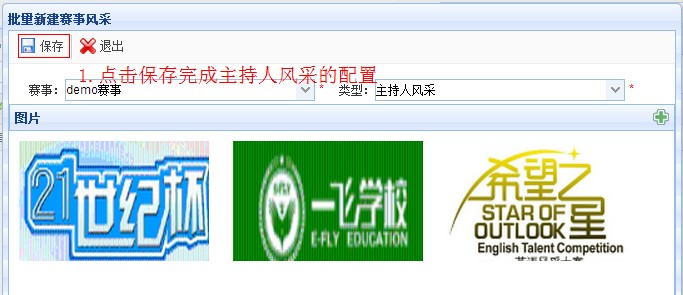 批量新建赛事风采
保存 退出
1. 点击保存完成主持人风采的配置
赛事: demo赛事 * 类型: 主持人风采 *
图片
21世纪杯
E-FLY
一飞学校
E-FLY EDUCATION
希望之星
STAR OF
OUTLOOK
English Talent Competition